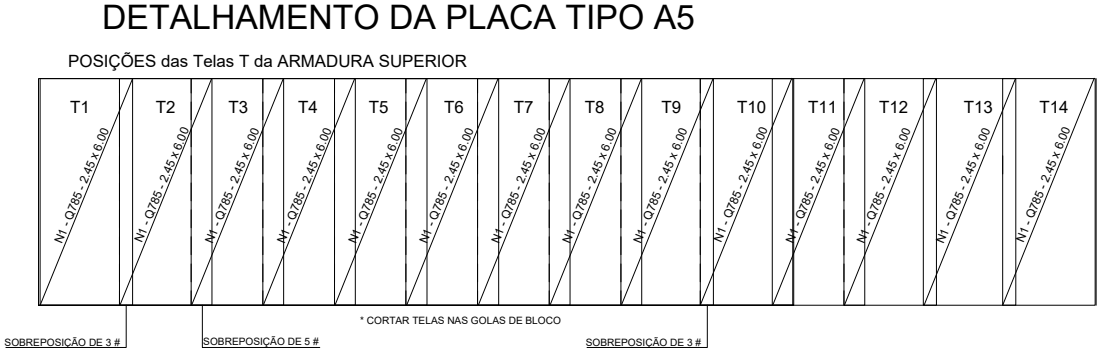 DETALHAMENTO DA PLACA TIPO A5
POSIÇÕES das Telas T da ARMADURA SUPERIOR
T1 T2 T3 T4 T5 T6 T7 T8 T9 T10 T11 T12 T13 T14
N1 - Q785 - 2.45 x 6.00
N1 - Q785 - 2.45 x 6.00
N1 - Q785 - 2.45 x 6.00
N1 - Q785 - 2.45 x 6.00
N1 - Q785 - 2.45 x 6.00
N1 - Q785 - 2.45 x 6.00
N1 - Q785 - 2.45 x 6.00
N1 - Q785 - 2.45 x 6.00
N1 - Q785 - 2.45 x 6.00
N1 - Q785 - 2.45 x 6.00
N1 - Q785 - 2.45 x 6.00
N1 - Q785 - 2.45 x 6.00
N1 - Q785 - 2.45 x 6.00
N1 - Q785 - 2.45 x 6.00
* CORTAR TELAS NAS GOLAS DE BLOCO
SOBREPOSIÇÃO DE 3 #
SOBREPOSIÇÃO DE 5 #
SOBREPOSIÇÃO DE 3 #